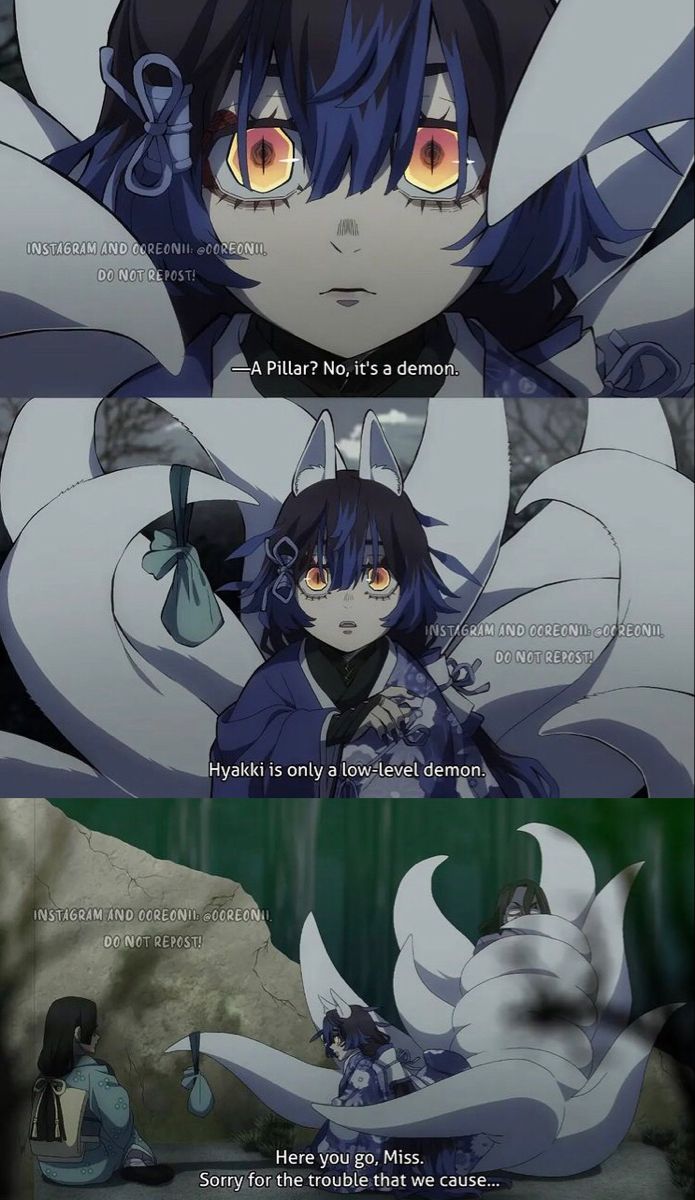 INSTAGRAM AND OOREONII: @OOREONII,
DO NOT REPOST!
—A Pillar? No, it's a demon.
INSTAGRAM AND OOREONII: @OOREONII,
DO NOT REPOST!
Hyakki is only a low-level demon.
INSTAGRAM AND OOREONII: @OOREONII,
DO NOT REPOST!
Here you go, Miss.
Sorry for the trouble that we cause...